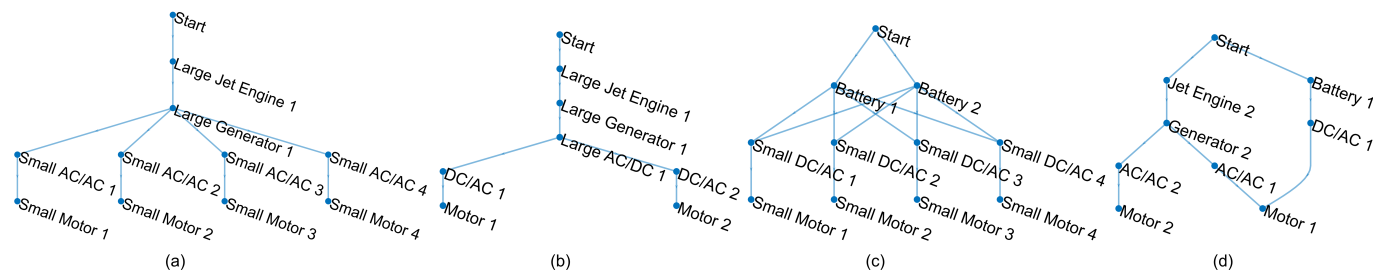 Start
Large Jet Engine 1
Large Generator 1
Small AC/AC 1
Small AC/AC 2
Small AC/AC 3
Small AC/AC 4
Small Motor 1
Small Motor 2
Small Motor 3
Small Motor 4
(a)
Start
Large Jet Engine 1
Large Generator 1
Large AC/DC 1
DC/AC 1
DC/AC 2
Motor 1
Motor 2
(b)
Start
Battery 1
Battery 2
Small DC/AC 1
Small DC/AC 2
Small DC/AC 3
Small DC/AC 4
Small Motor 1
Small Motor 2
Small Motor 3
Small Motor 4
(c)
Start
Jet Engine 2
Battery 1
Generator 2
DC/AC 1
AC/AC 2
AC/AC 1
Motor 2
Motor 1
(d)